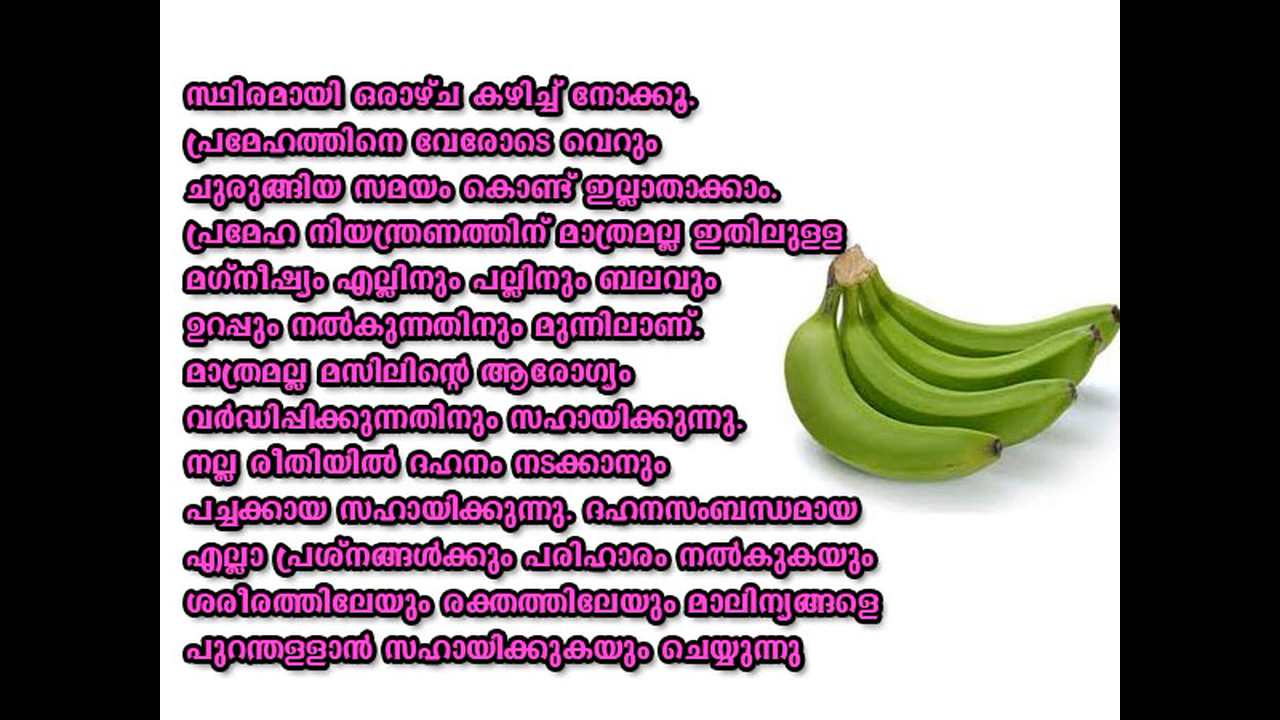 സ്ഥിരമായി ഒരാഴ്ച കഴിച്ച് നോക്കൂ.
പ്രമേഹത്തിനെ വേരോടെ വെറും
ചുരുങ്ങിയ സമയം കൊണ്ട് ഇല്ലാതാക്കാം.
പ്രമേഹ നിയന്ത്രണത്തിന് മാത്രമല്ല ഇതിലുളള
മഗ്നീഷ്യം എല്ലിനും പല്ലിനും ബലവും
ഉറപ്പും നൽകുന്നതിനും മുന്നിലാണ്.
മാത്രമല്ല മസിലിന്റെ ആരോഗ്യം
വർദ്ധിപ്പിക്കുന്നതിനും സഹായിക്കുന്നു.
നല്ല രീതിയിൽ ദഹനം നടക്കാനും
പച്ചക്കായ സഹായിക്കുന്നു. ദഹനസംബന്ധമായ
എല്ലാ പ്രശ്നങ്ങൾക്കും പരിഹാരം നൽകുകയും
ശരീരത്തിലേയും രക്തത്തിലേയും മാലിന്യങ്ങളെ
പുറന്തളളാൻ സഹായിക്കുകയും ചെയ്യുന്നു